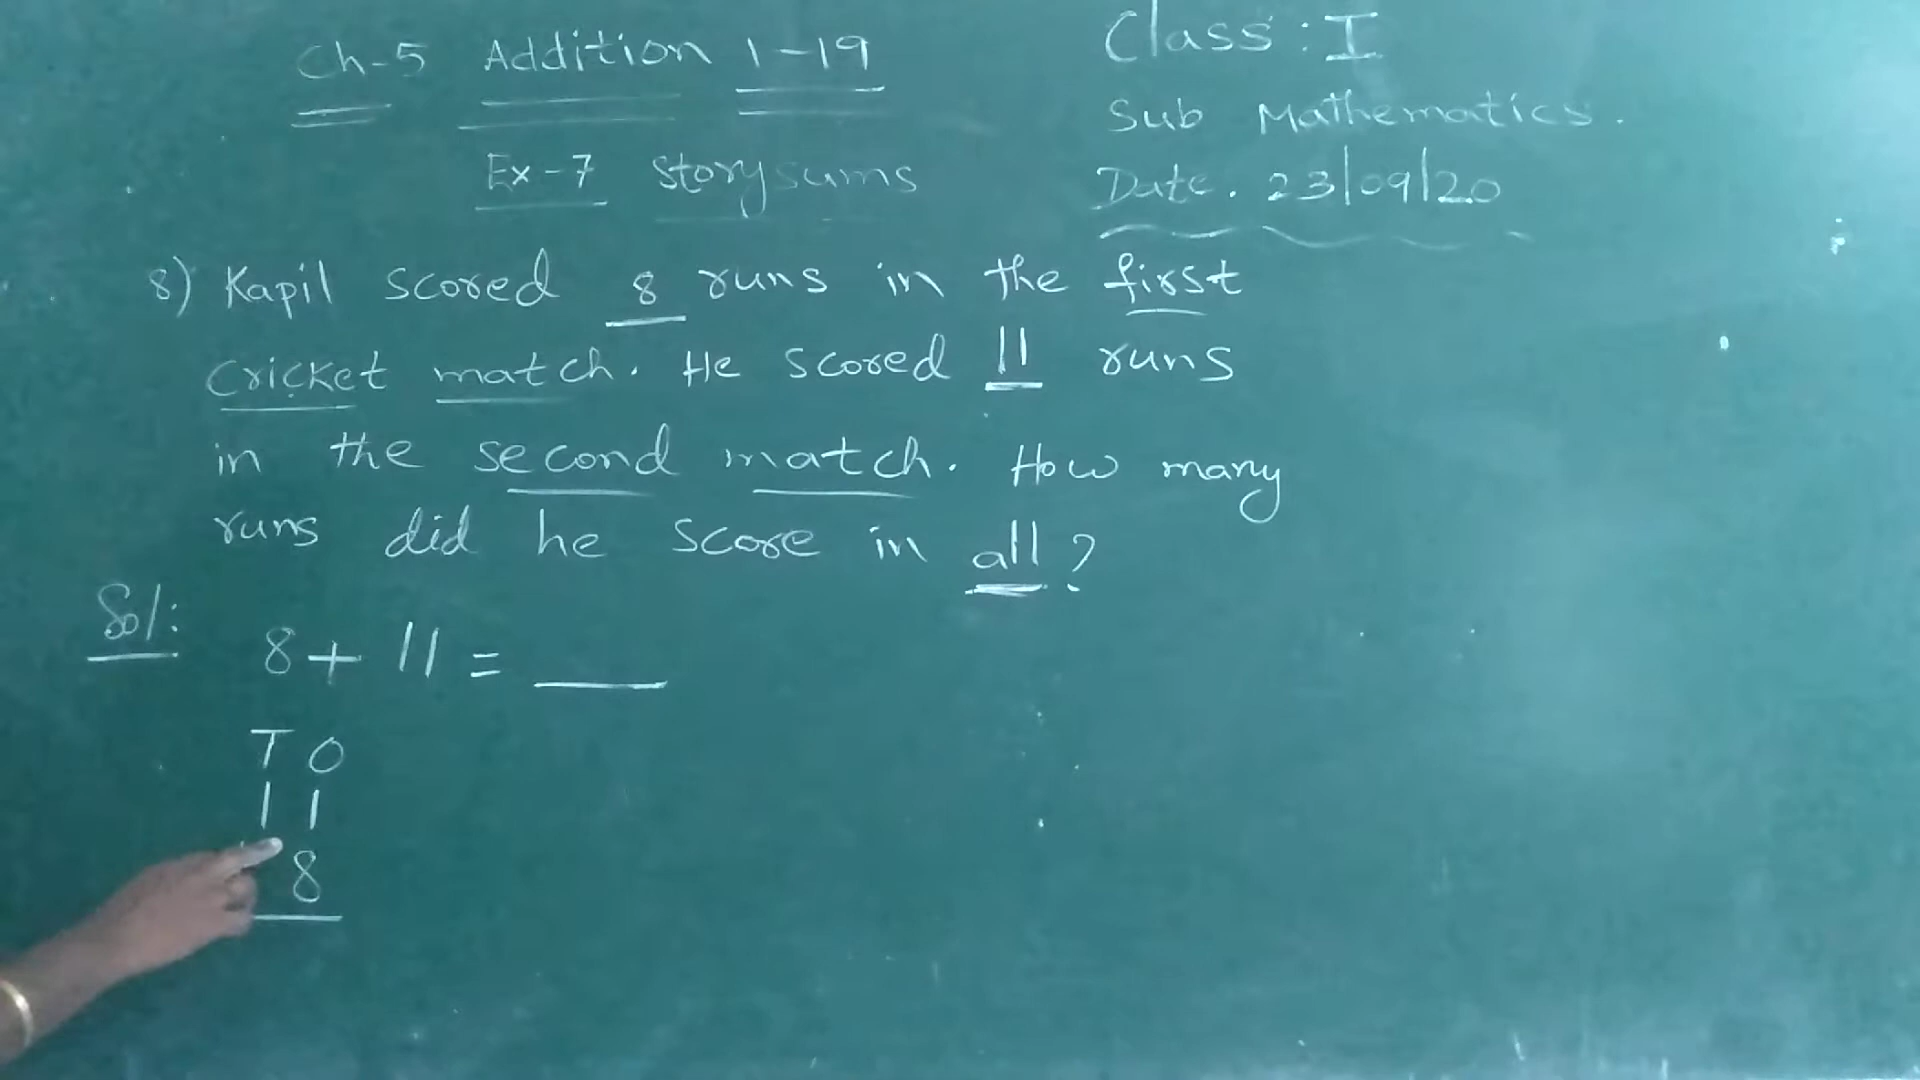 Ch-5 Addition 1-19
Ex-7 Storysums
Class: I
Sub Mathematics.
Date. 23/09/20
8) Kapil scored 8 runs in the first
cricket match. He scored 11 runs
in the second match. How many
runs did he score in all?
Sol:
8 + 11 = ___
T O
1 1
8